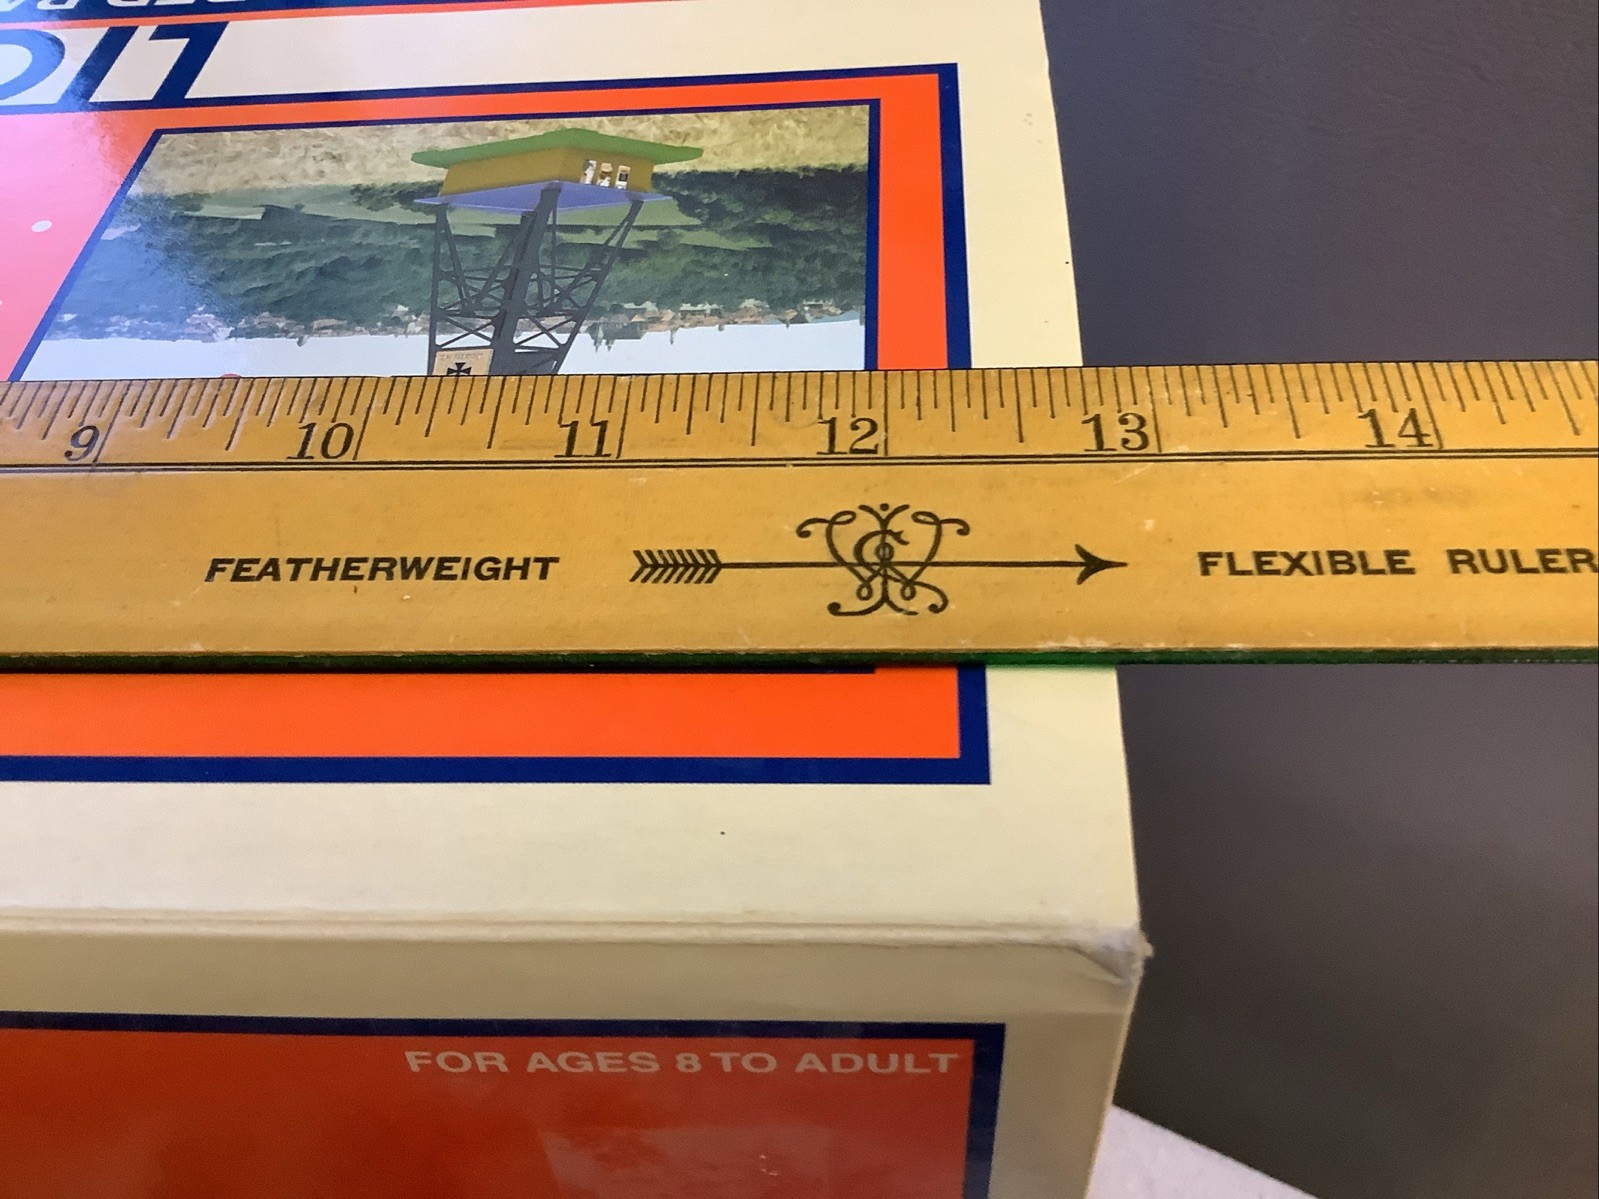 9 10 11 12 13 14
FEATHERWEIGHT FLEXIBLE RULER
FOR AGES 8 TO ADULT